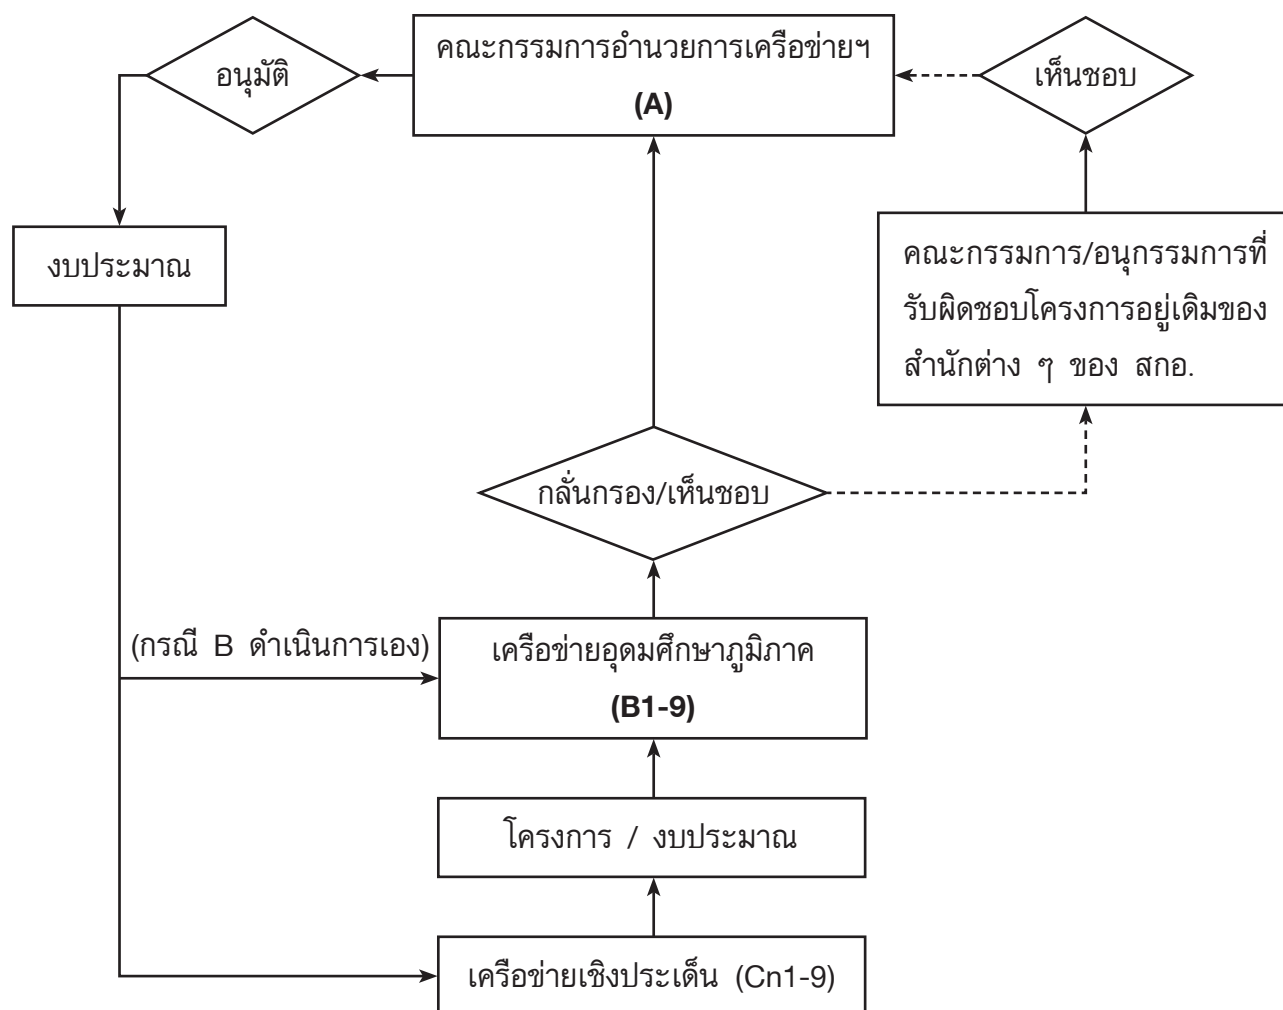 คณะกรรมการอำนวยการเครือข่ายฯ
(A)
อนุมัติ
เห็นชอบ
งบประมาณ
คณะกรรมการ/อนุกรรมการที่
รับผิดชอบโครงการอยู่เดิมของ
สำนักต่าง ๆ ของ สกอ.
กลั่นกรอง/เห็นชอบ
(กรณี B ดำเนินการเอง)
เครือข่ายอุดมศึกษาภูมิภาค
(B1-9)
โครงการ / งบประมาณ
เครือข่ายเชิงประเด็น (Cn1-9)